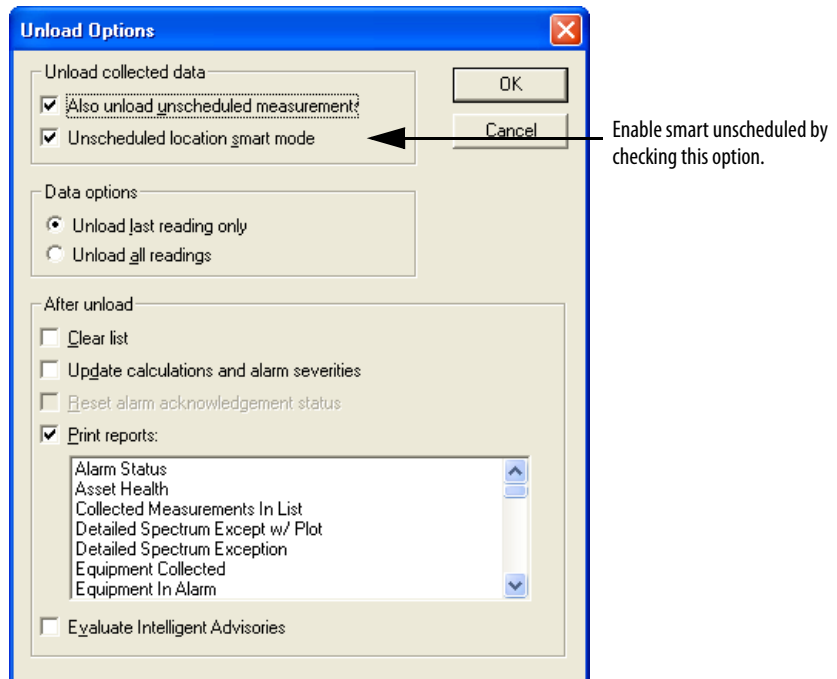 Unload Options
Unload collected data
Also unload unscheduled measurements
Unscheduled location smart mode
OK
Cancel
Enable smart unscheduled by
checking this option.
Data options
Unload last reading only
Unload all readings
After unload
Clear list
Update calculations and alarm severities
Reset alarm acknowledgement status
Print reports:
Alarm Status
Asset Health
Collected Measurements In List
Detailed Spectrum Except w/ Plot
Detailed Spectrum Exception
Equipment Collected
Equipment In Alarm
Evaluate Intelligent Advisories